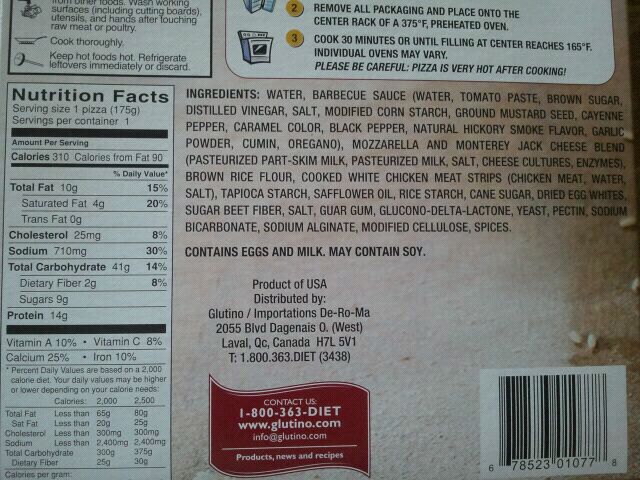 from other foods. Wash working
surfaces (including cutting boards),
utensils, and hands after touching
raw meat or poultry.
Cook thoroughly.
Keep hot foods hot. Refrigerate
leftovers immediately or discard.
2 REMOVE ALL PACKAGING AND PLACE ONTO THE
CENTER RACK OF A 375°F, PREHEATED OVEN.
3 COOK 30 MINUTES OR UNTIL FILLING AT CENTER REACHES 165°F.
INDIVIDUAL OVENS MAY VARY.
PLEASE BE CAREFUL: PIZZA IS VERY HOT AFTER COOKING!
Nutrition Facts
Serving size 1 pizza (175g)
Servings per container 1
Amount Per Serving
Calories 310 Calories from Fat 90
% Daily Value*
Total Fat 10g 15%
Saturated Fat 4g 20%
Trans Fat 0g
Cholesterol 25mg 8%
Sodium 710mg 30%
Total Carbohydrate 41g 14%
Dietary Fiber 2g 8%
Sugars 9g
Protein 14g
Vitamin A 10% • Vitamin C 8%
Calcium 25% • Iron 10%
* Percent Daily Values are based on a 2,000
calorie diet. Your daily values may be higher
or lower depending on your calorie needs:
Calories: 2,000 2,500
Total Fat Less than 65g 80g
Sat Fat Less than 20g 25g
Cholesterol Less than 300mg 300mg
Sodium Less than 2,400mg 2,400mg
Total Carbohydrate 300g 375g
Dietary Fiber 25g 30g
Calories per gram:
INGREDIENTS: WATER, BARBECUE SAUCE (WATER, TOMATO PASTE, BROWN SUGAR,
DISTILLED VINEGAR, SALT, MODIFIED CORN STARCH, GROUND MUSTARD SEED, CAYENNE
PEPPER, CARAMEL COLOR, BLACK PEPPER, NATURAL HICKORY SMOKE FLAVOR, GARLIC
POWDER, CUMIN, OREGANO), MOZZARELLA AND MONTEREY JACK CHEESE BLEND
(PASTEURIZED PART-SKIM MILK, PASTEURIZED MILK, SALT, CHEESE CULTURES, ENZYMES),
BROWN RICE FLOUR, COOKED WHITE CHICKEN MEAT STRIPS (CHICKEN MEAT, WATER,
SALT), TAPIOCA STARCH, SAFFLOWER OIL, RICE STARCH, CANE SUGAR, DRIED EGG WHITES,
SUGAR BEET FIBER, SALT, GUAR GUM, GLUCONO-DELTA-LACTONE, YEAST, PECTIN, SODIUM
BICARBONATE, SODIUM ALGINATE, MODIFIED CELLULOSE, SPICES.
CONTAINS EGGS AND MILK. MAY CONTAIN SOY.
Product of USA
Distributed by:
Glutino / Importations De-Ro-Ma
2055 Blvd Dagenais O. (West)
Laval, Qc, Canada H7L 5V1
T: 1.800.363.DIET (3438)
CONTACT US:
1-800-363-DIET
www.glutino.com
info@glutino.com
Products, news and recipes
6 78523 01077 8